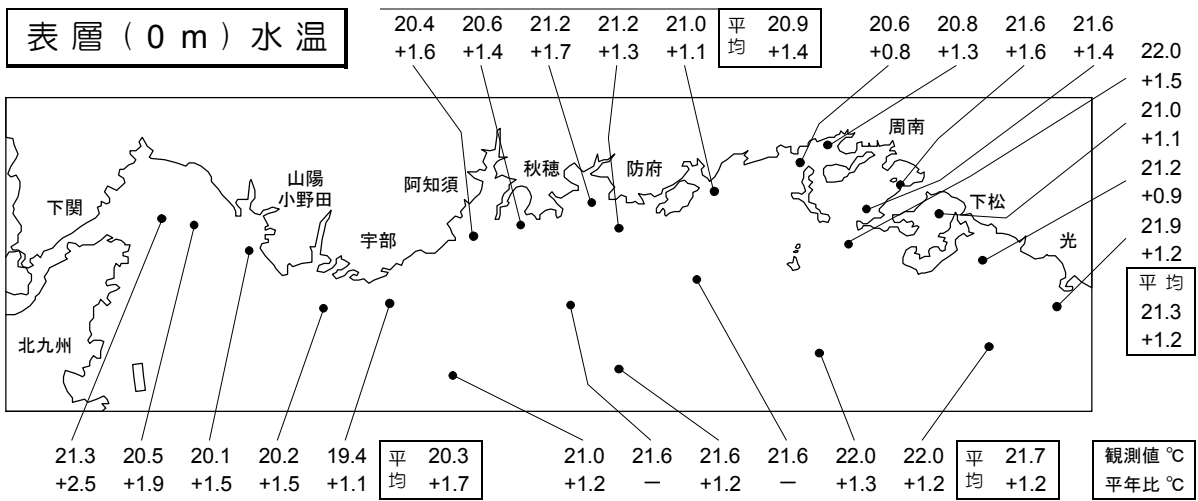 表層（0ｍ）水温
20.4 20.6 21.2 21.2 21.0 平均 20.9
+1.6 +1.4 +1.7 +1.3 +1.1 +1.4
20.6 20.8 21.6 21.6
+0.8 +1.3 +1.6 +1.4
22.0
+1.5
21.0
+1.1
21.2
+0.9
21.9
+1.2
平均
21.3
+1.2
周南
防府
秋穂
阿知須
山陽
小野田
下関
宇部
下松
光
北九州
21.3 20.5 20.1 20.2 19.4 平均 20.3
+2.5 +1.9 +1.5 +1.5 +1.1 +1.7
21.0 21.6 21.6 21.6 22.0 22.0 平均 21.7
+1.2 － +1.2 － +1.3 +1.2 +1.2
観測値 ℃
平年比 ℃